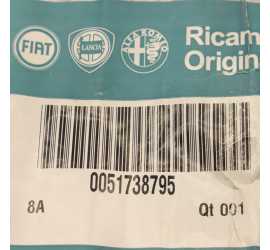 FIAT LANCIA ALFA ROMEO Ricam
Origin
0051738795
8A Qt 001